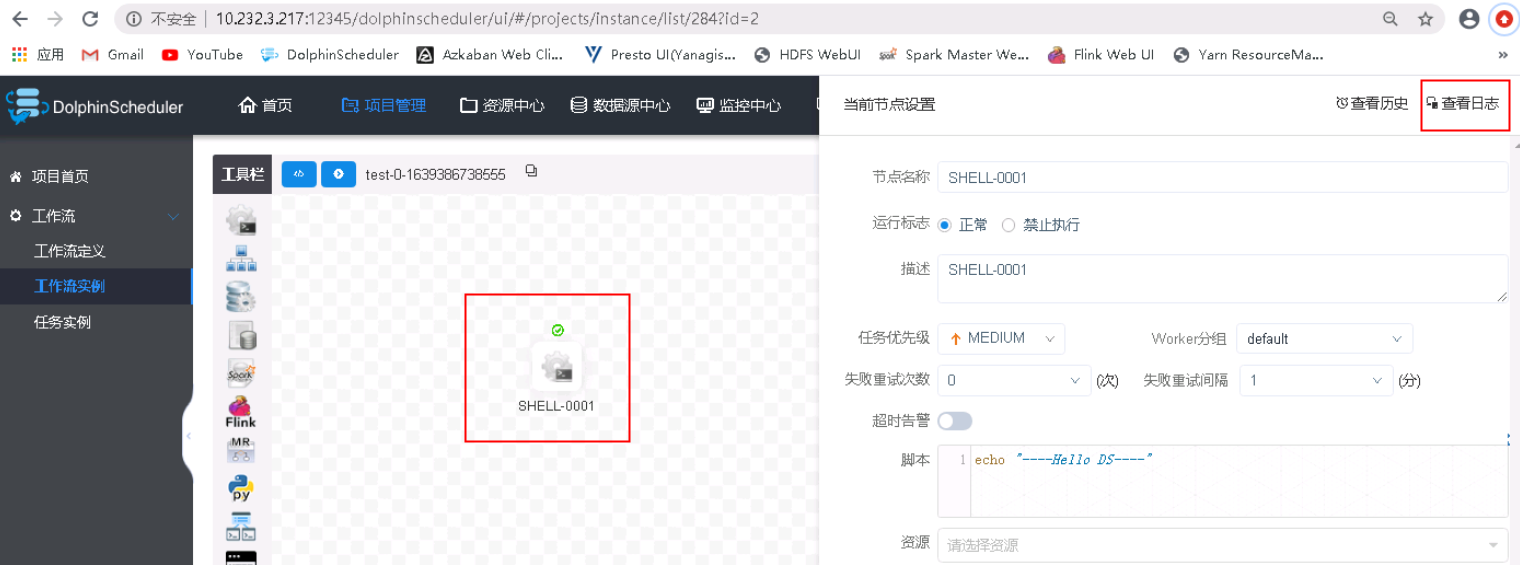 不安全 | 10.232.3.217:12345/dolphinscheduler/ui/#/projects/instance/list/284?id=2
应用 Gmail YouTube DolphinScheduler Azkaban Web Cli... Presto UI(Yanagis... HDFS WebUI Spark Master We... Flink Web UI Yarn ResourceMa... »
DolphinScheduler 首页 项目管理 资源中心 数据源中心 监控中心
当前节点设置 查看历史 查看日志
项目首页
工作流
工作流定义
工作流实例
任务实例
工具栏 test-0-1639386738555
Spark
Flink
MR
py
SHELL-0001
节点名称 SHELL-0001
运行标志 正常 禁止执行
描述 SHELL-0001
任务优先级 MEDIUM Worker分组 default
失败重试次数 0 (次) 失败重试间隔 1 (分)
超时告警
脚本 1 echo "----Hello DS----"
资源 请选择资源